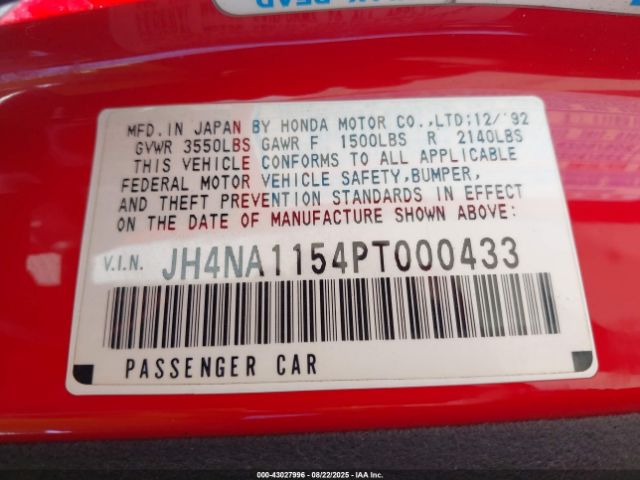 MFD.IN JAPAN BY HONDA MOTOR CO.,LTD;12/'92
GVWR 3550LBS GAWR F 1500LBS R 2140LBS
THIS VEHICLE CONFORMS TO ALL APPLICABLE
FEDERAL MOTOR VEHICLE SAFETY,BUMPER,
AND THEFT PREVENTION STANDARDS IN EFFECT
ON THE DATE OF MANUFACTURE SHOWN ABOVE:
V.I.N. JH4NA1154PT000433
PASSENGER CAR
000-43027996 - 08/22/2025 - IAA Inc.